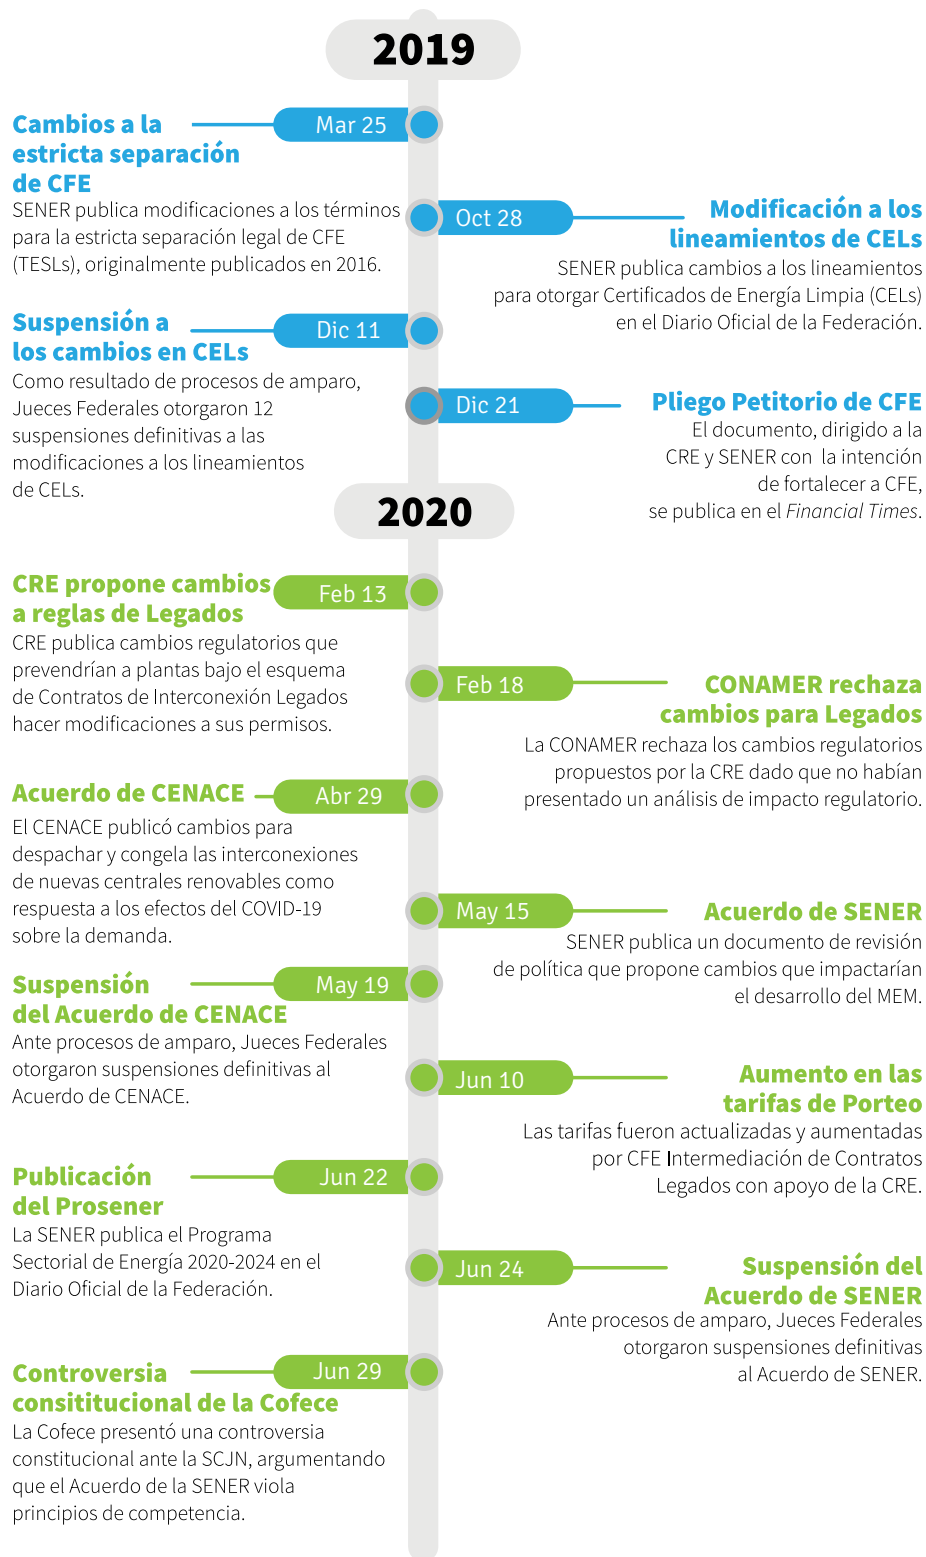 2019
Mar 25
Cambios a la
estricta separación
de CFE
SENER publica modificaciones a los términos
para la estricta separación legal de CFE
(TESLs), originalmente publicados en 2016.
Oct 28
Modificación a los
lineamientos de CELs
SENER publica cambios a los lineamientos
para otorgar Certificados de Energía Limpia (CELs)
en el Diario Oficial de la Federación.
Dic 11
Suspensión a
los cambios en CELs
Como resultado de procesos de amparo,
Jueces Federales otorgaron 12
suspensiones definitivas a las
modificaciones a los lineamientos
de CELs.
Dic 21
Pliego Petitorio de CFE
El documento, dirigido a la
CRE y SENER con la intención
de fortalecer a CFE,
se publica en el Financial Times.
2020
Feb 13
CRE propone cambios
a reglas de Legados
CRE publica cambios regulatorios que
prevendrían a plantas bajo el esquema
de Contratos de Interconexión Legados
hacer modificaciones a sus permisos.
Feb 18
CONAMER rechaza
cambios para Legados
La CONAMER rechaza los cambios regulatorios
propuestos por la CRE dado que no habían
presentado un análisis de impacto regulatorio.
Abr 29
Acuerdo de CENACE
El CENACE publicó cambios para
despachar y congela las interconexiones
de nuevas centrales renovables como
respuesta a los efectos del COVID-19
sobre la demanda.
May 15
Acuerdo de SENER
SENER publica un documento de revisión
de política que propone cambios que impactarían
el desarrollo del MEM.
May 19
Suspensión
del Acuerdo de CENACE
Ante procesos de amparo, Jueces Federales
otorgaron suspensiones definitivas al
Acuerdo de CENACE.
Jun 10
Aumento en las
tarifas de Porteo
Las tarifas fueron actualizadas y aumentadas
por CFE Intermediación de Contratos
Legados con apoyo de la CRE.
Jun 22
Publicación
del Prosener
La SENER publica el Programa
Sectorial de Energía 2020-2024 en el
Diario Oficial de la Federación.
Jun 24
Suspensión del
Acuerdo de SENER
Ante procesos de amparo, Jueces Federales
otorgaron suspensiones definitivas
al Acuerdo de SENER.
Jun 29
Controversia
consititucional de la Cofece
La Cofece presentó una controversia
constitucional ante la SCJN, argumentando
que el Acuerdo de la SENER viola
principios de competencia.